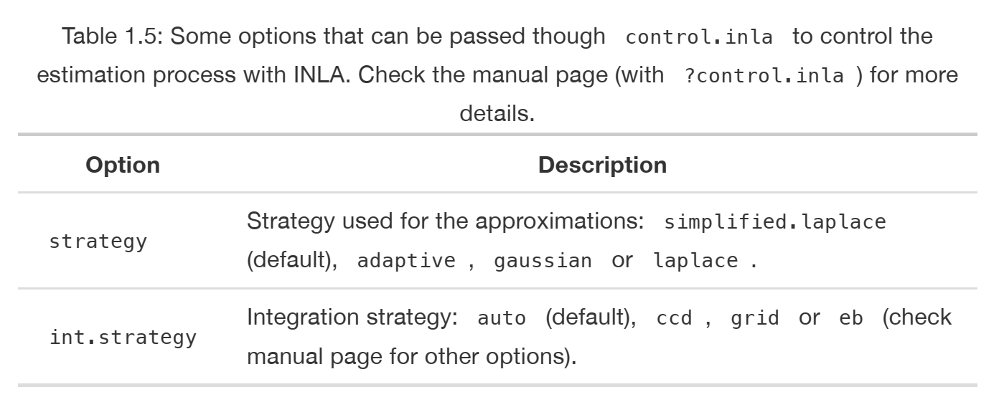 Table 1.5: Some options that can be passed though control.inla to control the
estimation process with INLA. Check the manual page (with ?control.inla ) for more
details.
Option Description
strategy
Strategy used for the approximations: simplified.laplace
(default), adaptive , gaussian or laplace .
int.strategy
Integration strategy: auto (default), ccd , grid or eb (check
manual page for other options).